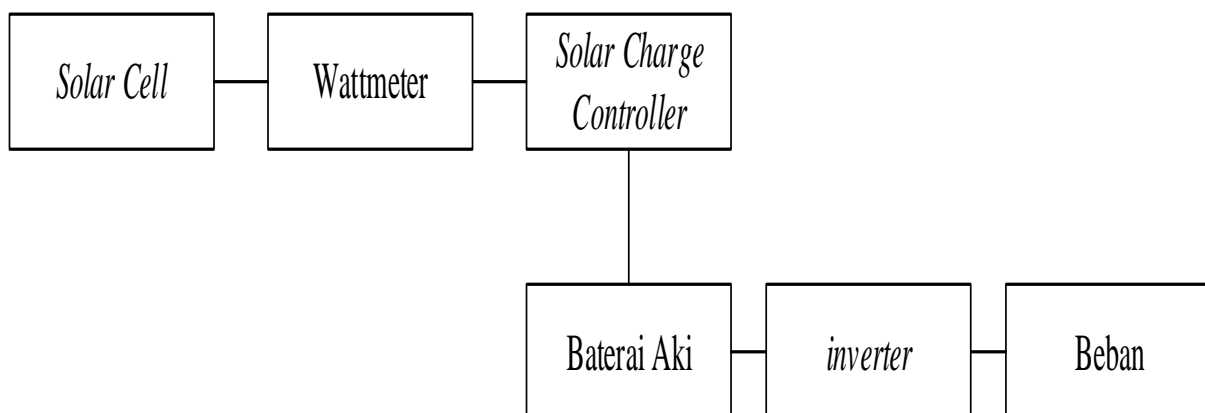 Solar Cell
Wattmeter
Solar Charge
Controller
Baterai Aki
inverter
Beban